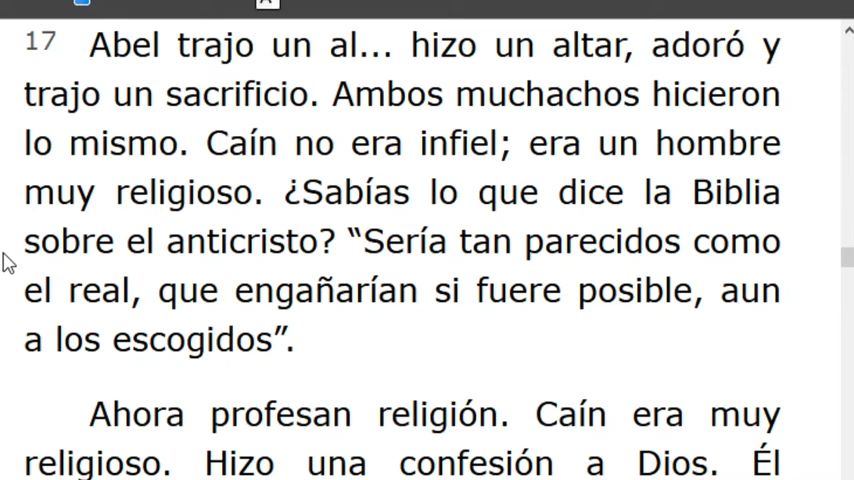 17 Abel trajo un al... hizo un altar, adoró y
trajo un sacrificio. Ambos muchachos hicieron
lo mismo. Caín no era infiel; era un hombre
muy religioso. ¿Sabías lo que dice la Biblia
sobre el anticristo? “Sería tan parecidos como
el real, que engañarían si fuere posible, aun
a los escogidos”.
Ahora profesan religión. Caín era muy
religioso. Hizo una confesión a Dios. Él